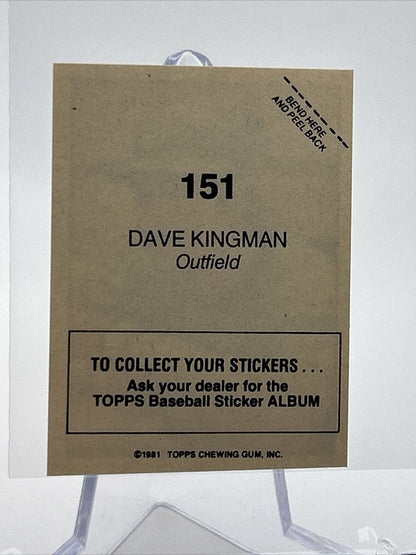 BEND HERE
AND PEEL BACK
151
DAVE KINGMAN
Outfield
TO COLLECT YOUR STICKERS . . .
Ask your dealer for the
TOPPS Baseball Sticker ALBUM
©1981 TOPPS CHEWING GUM, INC.